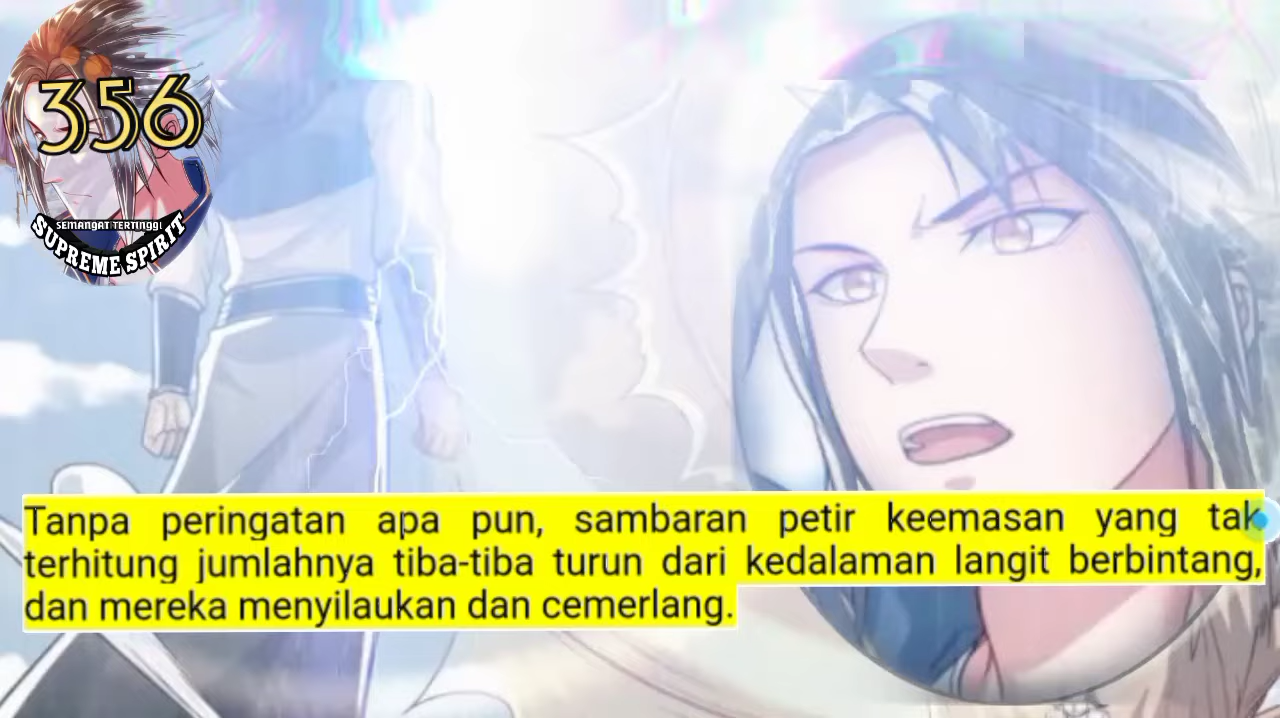 356
SEMANGAT TERTINGGI
SUPREME SPIRIT
Tanpa peringatan apa pun, sambaran petir keemasan yang tak
terhitung jumlahnya tiba-tiba turun dari kedalaman langit berbintang,
dan mereka menyilaukan dan cemerlang.